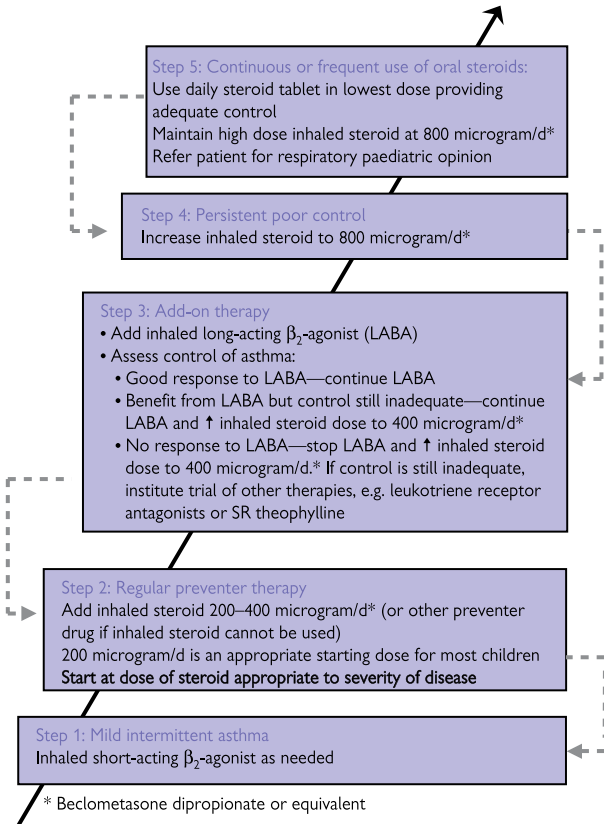 Step 5: Continuous or frequent use of oral steroids:
Use daily steroid tablet in lowest dose providing
adequate control
Maintain high dose inhaled steroid at 800 microgram/d*
Refer patient for respiratory paediatric opinion
Step 4: Persistent poor control
Increase inhaled steroid to 800 microgram/d*
Step 3: Add-on therapy
• Add inhaled long-acting β₂-agonist (LABA)
• Assess control of asthma:
• Good response to LABA—continue LABA
• Benefit from LABA but control still inadequate—continue
LABA and ↑ inhaled steroid dose to 400 microgram/d*
• No response to LABA—stop LABA and ↑ inhaled steroid
dose to 400 microgram/d.* If control is still inadequate,
institute trial of other therapies, e.g. leukotriene receptor
antagonists or SR theophylline
Step 2: Regular preventer therapy
Add inhaled steroid 200–400 microgram/d* (or other preventer
drug if inhaled steroid cannot be used)
200 microgram/d is an appropriate starting dose for most children
Start at dose of steroid appropriate to severity of disease
Step 1: Mild intermittent asthma
Inhaled short-acting β₂-agonist as needed
* Beclometasone dipropionate or equivalent